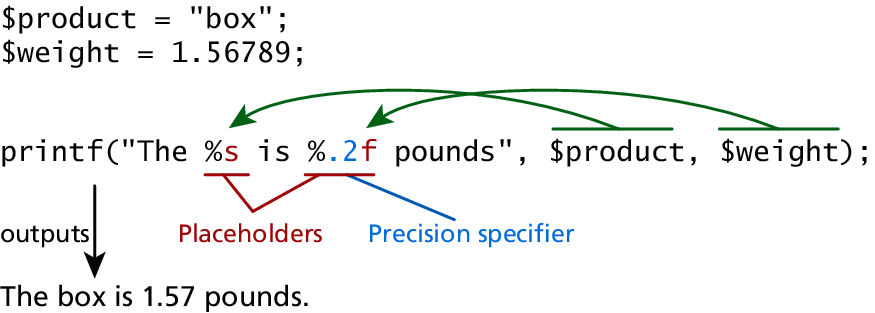 $product = "box";
$weight = 1.56789;
printf("The %s is %.2f pounds", $product, $weight);
outputs
Placeholders
Precision specifier
The box is 1.57 pounds.